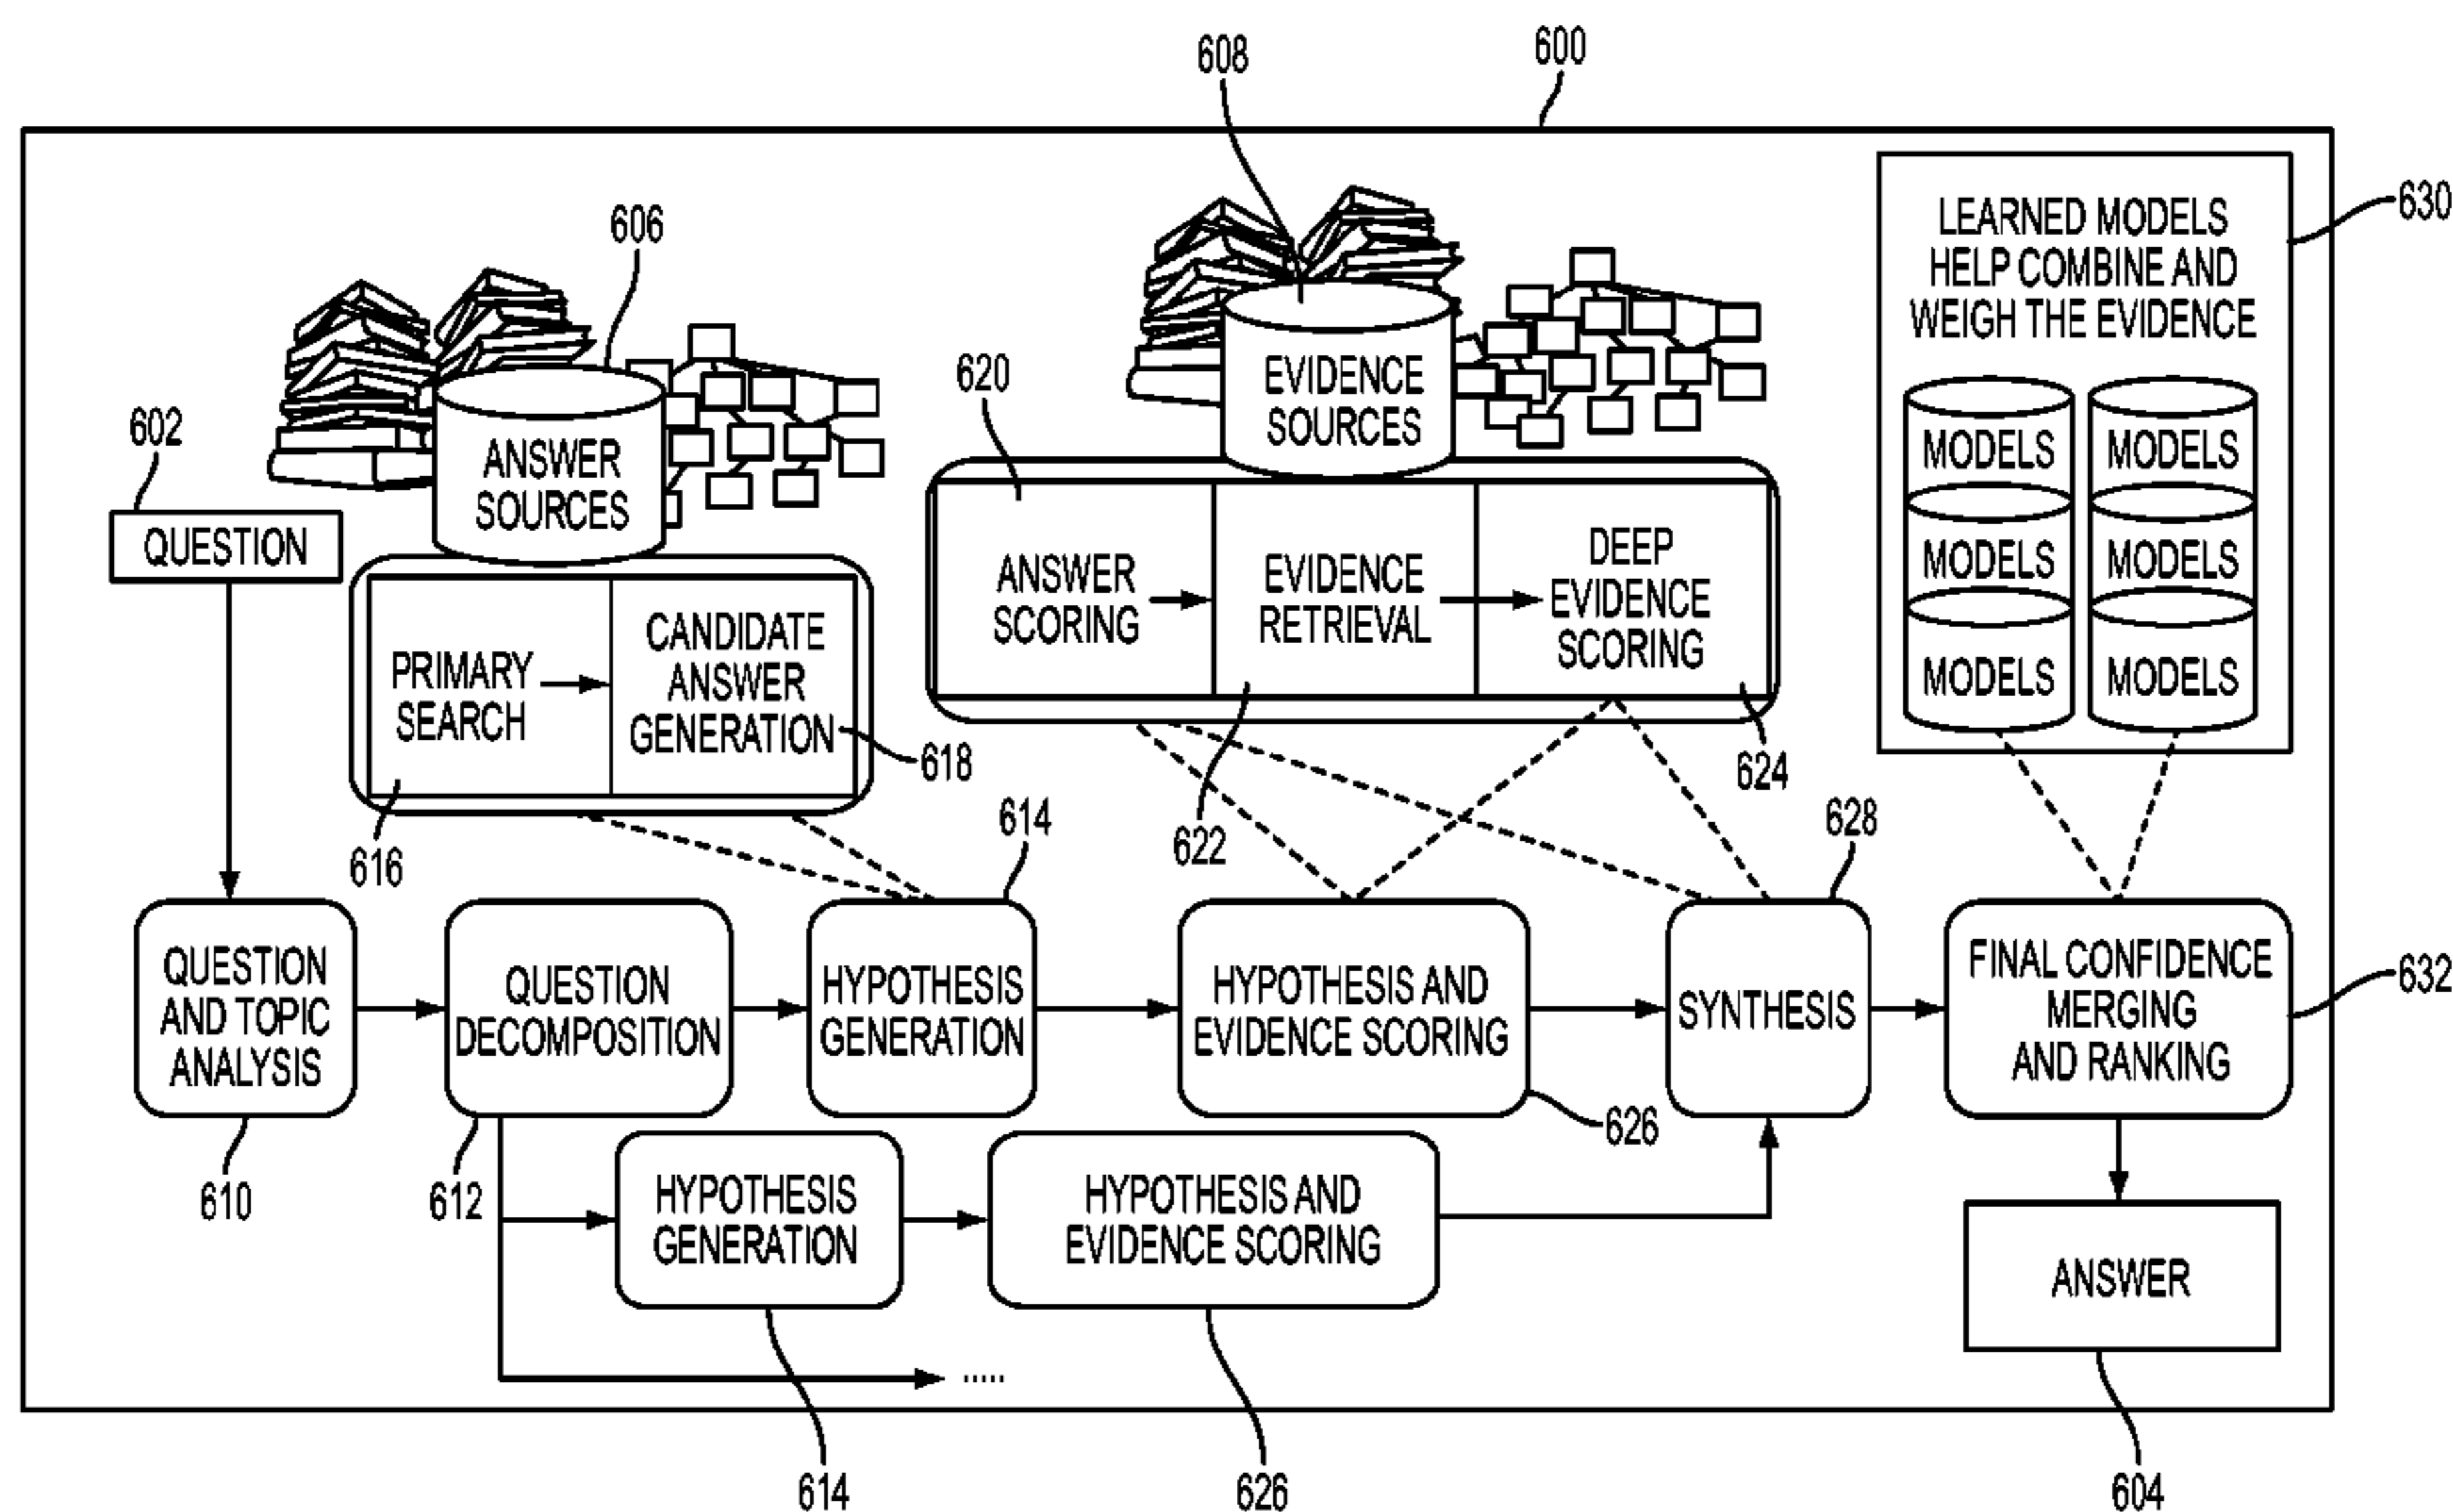 600
608
630
LEARNED MODELS
HELP COMBINE AND
WEIGH THE EVIDENCE
606
EVIDENCE
SOURCES
620
602
ANSWER
SOURCES
MODELS
MODELS
QUESTION
MODELS
MODELS
MODELS
MODELS
ANSWER
SCORING
EVIDENCE
RETRIEVAL
DEEP
EVIDENCE
SCORING
PRIMARY
SEARCH
CANDIDATE
ANSWER
GENERATION
618
624
616
622
614
628
QUESTION
AND TOPIC
ANALYSIS
QUESTION
DECOMPOSITION
HYPOTHESIS
GENERATION
HYPOTHESIS AND
EVIDENCE SCORING
SYNTHESIS
FINAL CONFIDENCE
MERGING
AND RANKING
632
626
610
612
HYPOTHESIS
GENERATION
HYPOTHESIS AND
EVIDENCE SCORING
ANSWER
.....
614
626
604